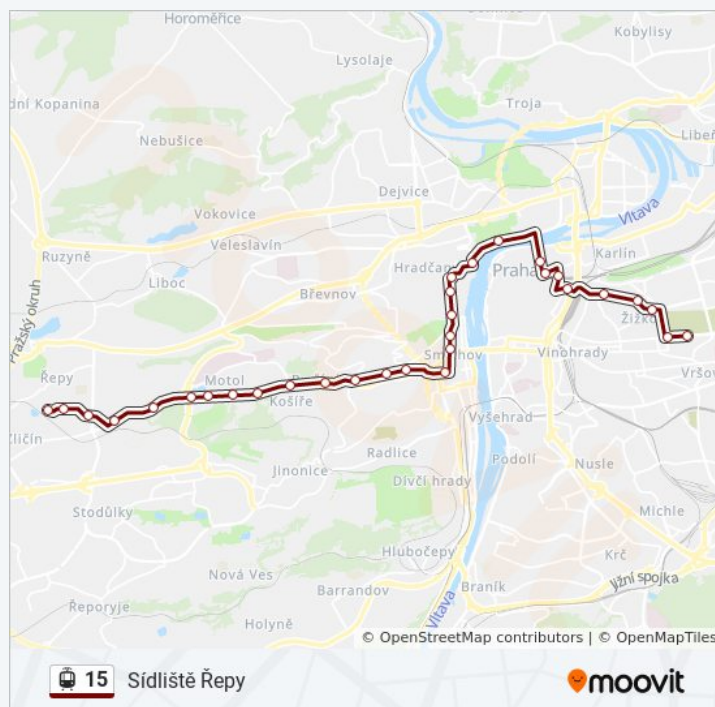 Horoměřice
Kobylisy
Lysolaje
dní Kopanina
Troja
Libeň
Nebušice
Dejvice
Vltava
Vokovice
Karlín
Ruzyně
Veleslavín
Hradčan
Praha
Liboc
Břevnov
Pražský okruh
Žižko
Smíchov
Vinohrady
Řepy
Motol
Vršov
Košíře
Zličín
Vyšehrad
Radlice
Podolí
Jinonice
Nusle
Dívčí hrady
Stodůlky
Michle
Hlubočepy
Krč
Nová Ves
Jižní spojka
Barrandov
Braník
Řeporyje
Vltava
Holyně
© OpenStreetMap contributors | © OpenMapTiles
15 Sídliště Řepy
moovit